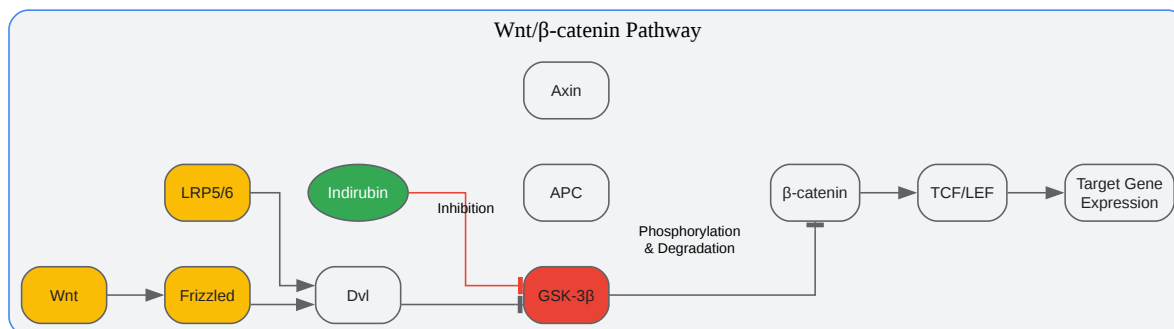 Wnt/β-catenin Pathway
Axin
LRP5/6
Indirubin
Inhibition
APC
β-catenin
TCF/LEF
Target Gene
Expression
Phosphorylation
& Degradation
Wnt
Frizzled
Dvl
GSK-3β